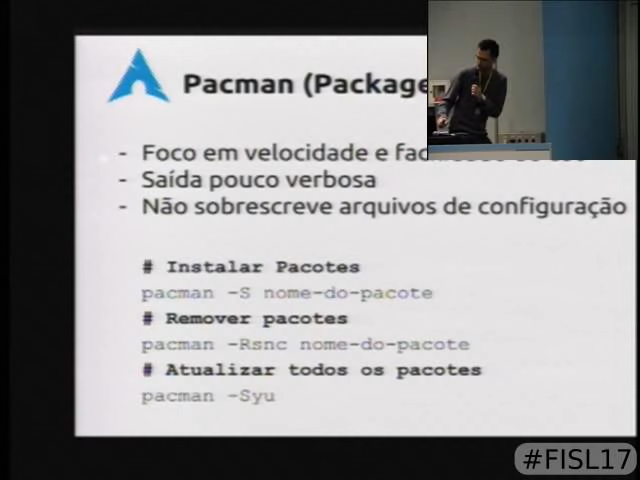 Pacman (Package
- Foco em velocidade e
- Saída pouco verbosa
- Não sobrescreve arquivos de configuração
# Instalar Pacotes
pacman -S nome-do-pacote
# Remover pacotes
pacman -Rsnc nome-do-pacote
# Atualizar todos os pacotes
pacman -Syu
#FISL17